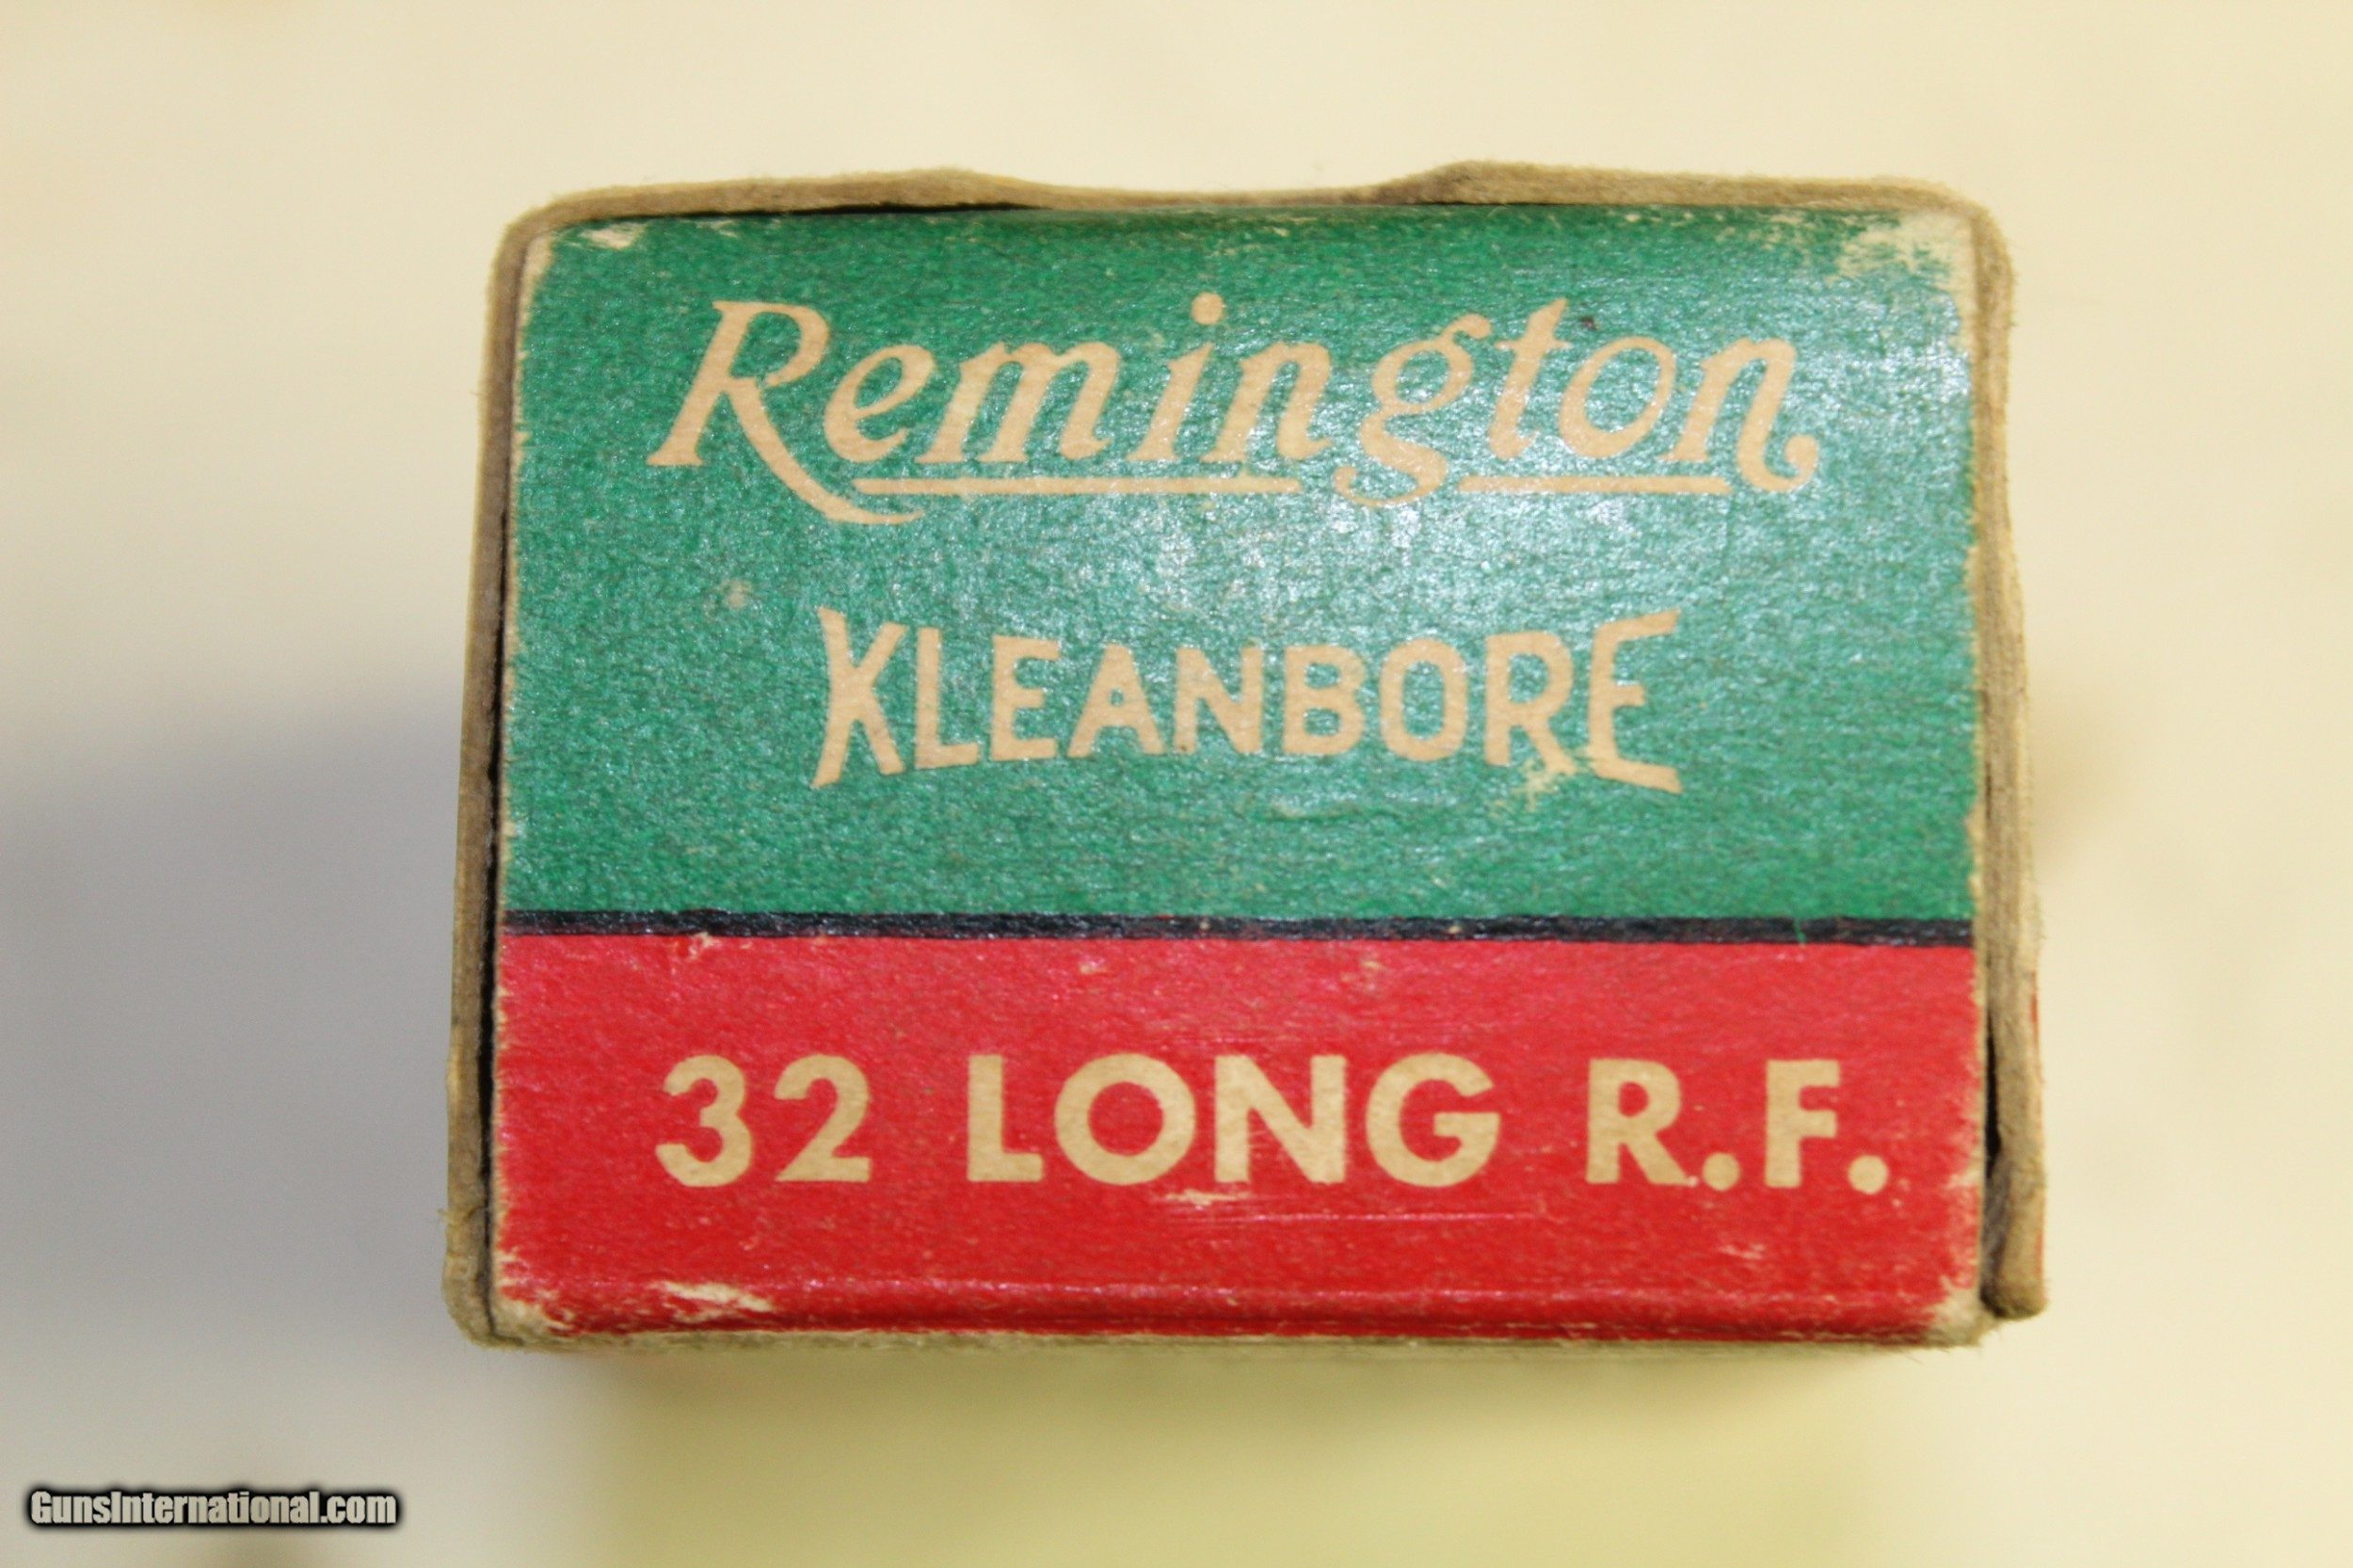 Remington
KLEANBORE
32 LONG R.F.
GunsInternational.com